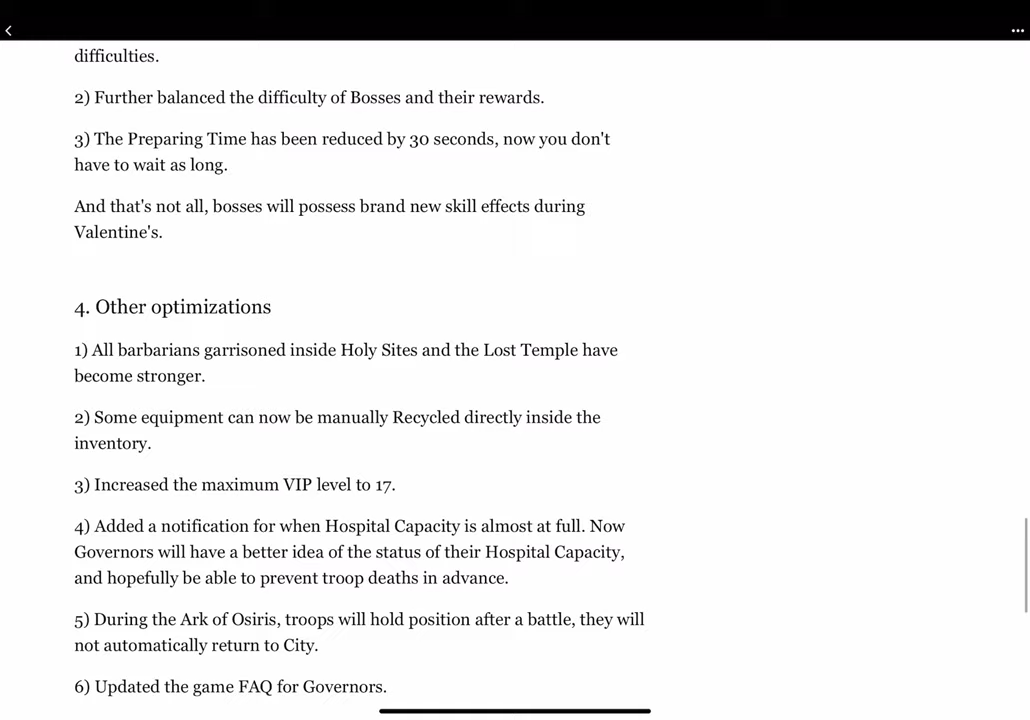 difficulties.
2) Further balanced the difficulty of Bosses and their rewards.
3) The Preparing Time has been reduced by 30 seconds, now you don't
have to wait as long.
And that's not all, bosses will possess brand new skill effects during
Valentine's.
4. Other optimizations
1) All barbarians garrisoned inside Holy Sites and the Lost Temple have
become stronger.
2) Some equipment can now be manually Recycled directly inside the
inventory.
3) Increased the maximum VIP level to 17.
4) Added a notification for when Hospital Capacity is almost at full. Now
Governors will have a better idea of the status of their Hospital Capacity,
and hopefully be able to prevent troop deaths in advance.
5) During the Ark of Osiris, troops will hold position after a battle, they will
not automatically return to City.
6) Updated the game FAQ for Governors.